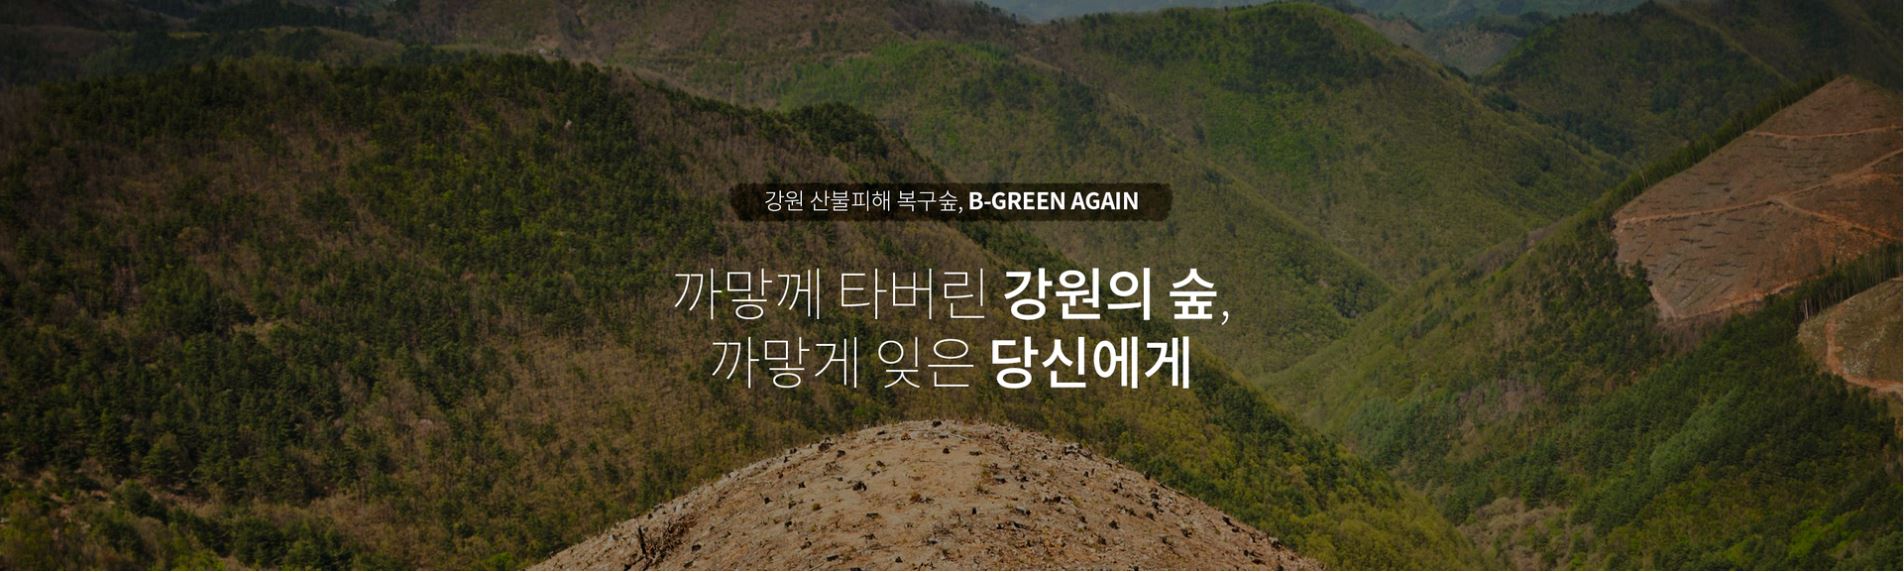 강원 산불피해 복구숲, B-GREEN AGAIN
까맣께 타버린 강원의 숲,
까맣게 잊은 당신에게